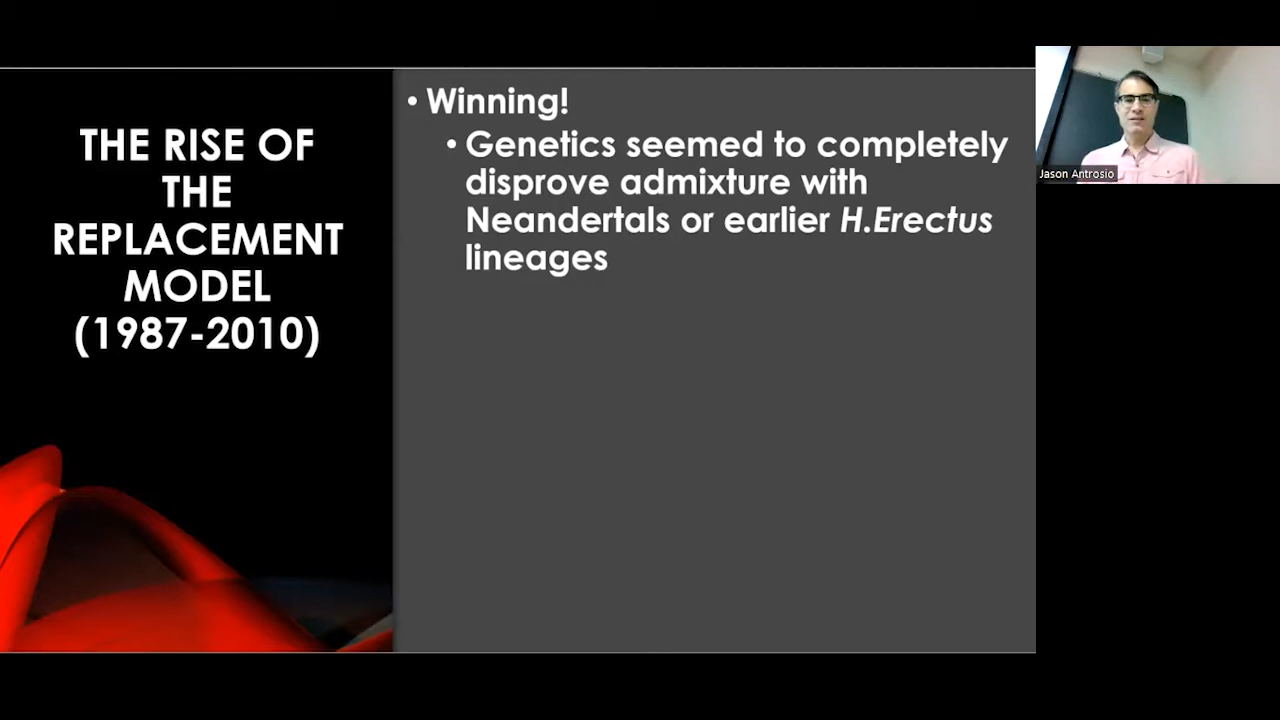 THE RISE OF
THE
REPLACEMENT
MODEL
(1987-2010)
• Winning!
• Genetics seemed to completely
disprove admixture with
Neandertals or earlier H.Erectus
lineages
Jason Antrosio